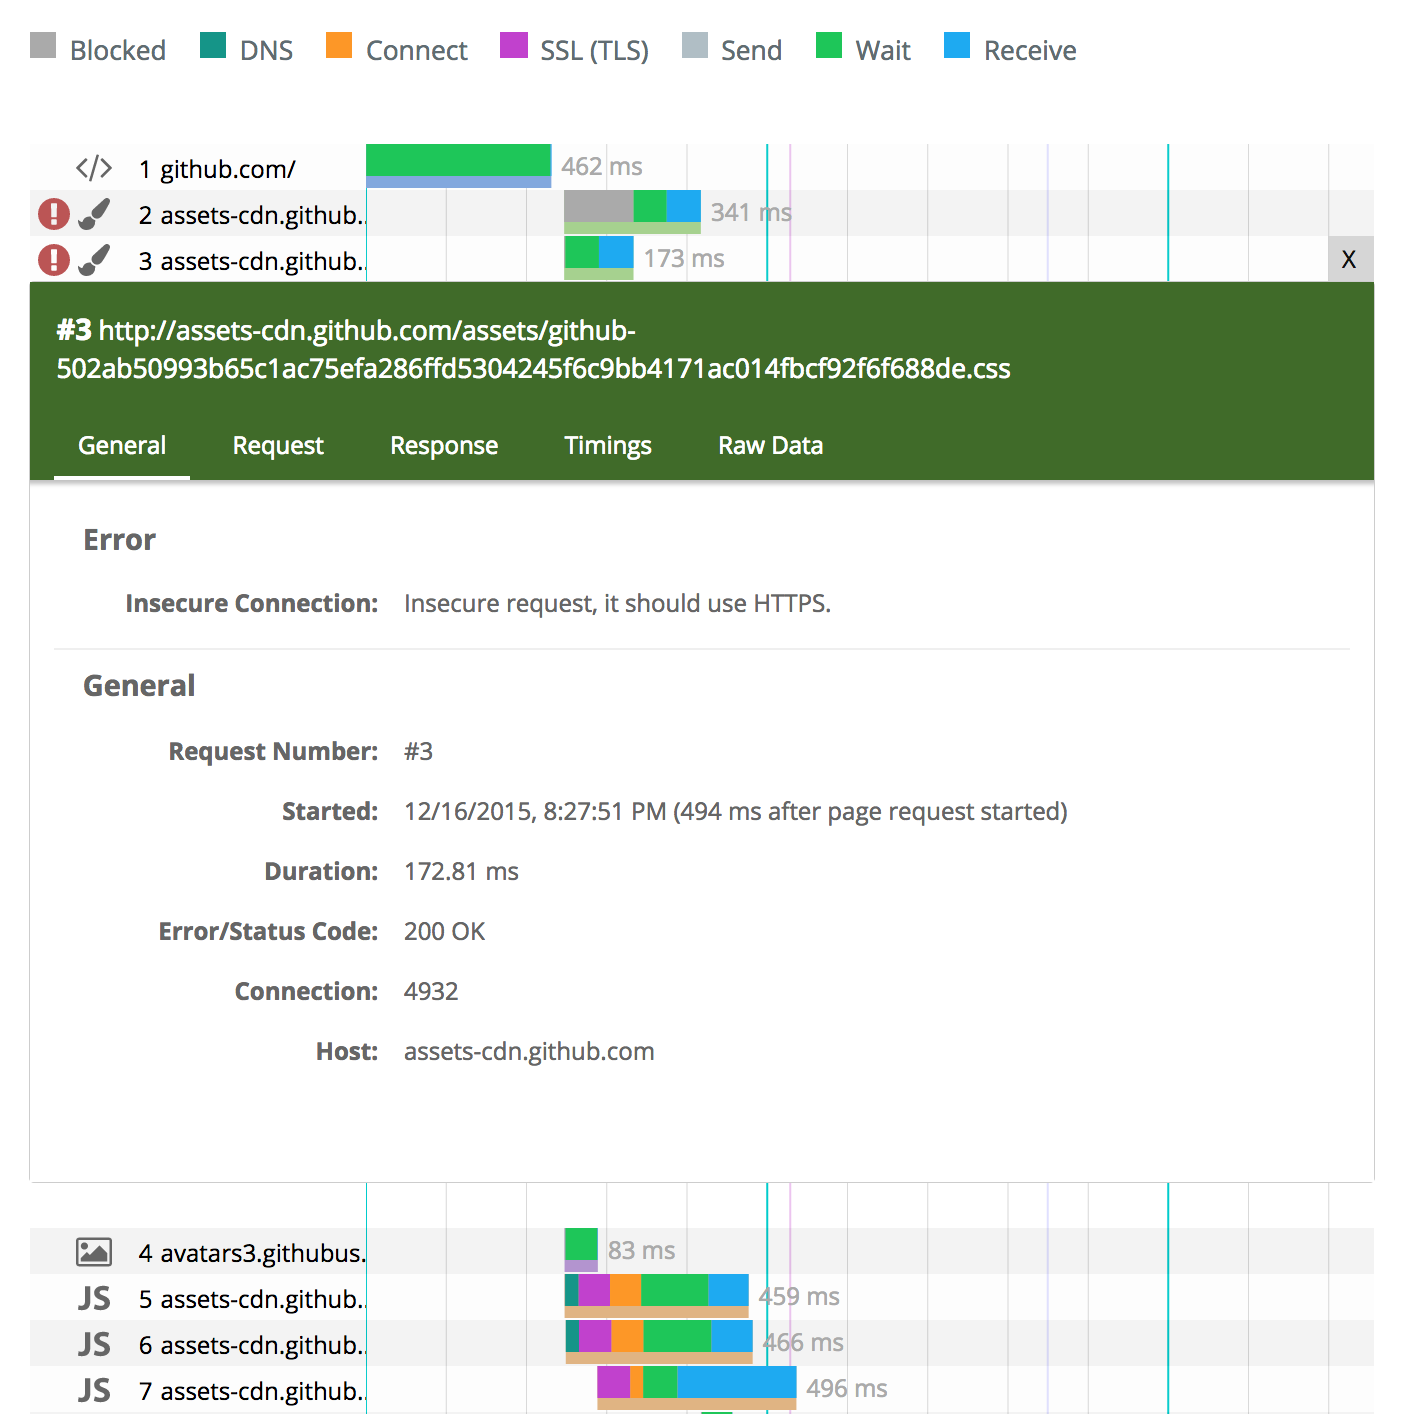 Blocked DNS Connect SSL (TLS) Send Wait Receive
1 github.com/ 462 ms
2 assets-cdn.github.. 341 ms
3 assets-cdn.github.. 173 ms X
#3 http://assets-cdn.github.com/assets/github-
502ab50993b65c1ac75efa286ffd5304245f6c9bb4171ac014fbcf92f6f688de.css
General Request Response Timings Raw Data
Error
Insecure Connection: Insecure request, it should use HTTPS.
General
Request Number: #3
Started: 12/16/2015, 8:27:51 PM (494 ms after page request started)
Duration: 172.81 ms
Error/Status Code: 200 OK
Connection: 4932
Host: assets-cdn.github.com
4 avatars3.githubus. 83 ms
JS 5 assets-cdn.github.. 459 ms
JS 6 assets-cdn.github.. 466 ms
JS 7 assets-cdn.github.. 496 ms